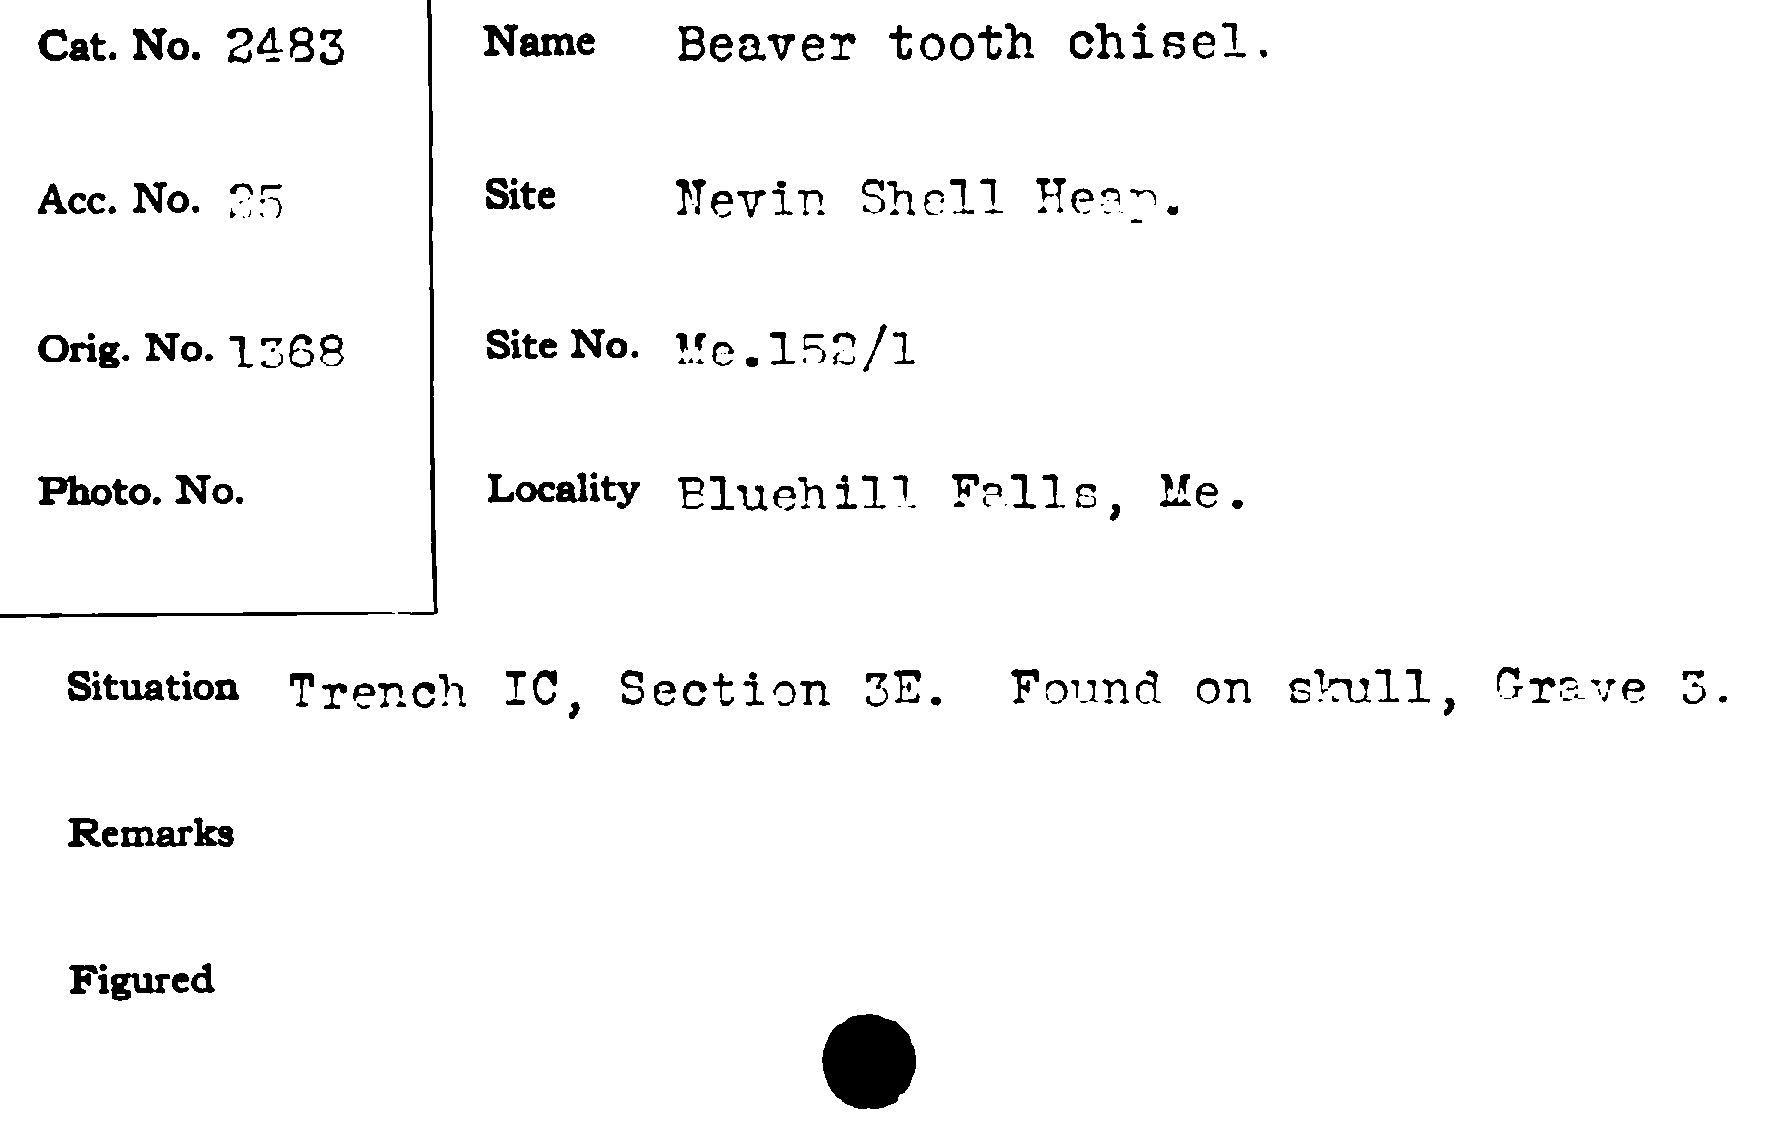 Cat. No. 2483
Name Beaver tooth chisel.
Acc. No. 25
Site Nevin Shell Heap.
Orig. No. 1368
Site No. Me.152/1
Photo. No.
Locality Bluehill Falls, Me.
Situation Trench IC, Section 3E. Found on skull, Grave 3.
Remarks
Figured